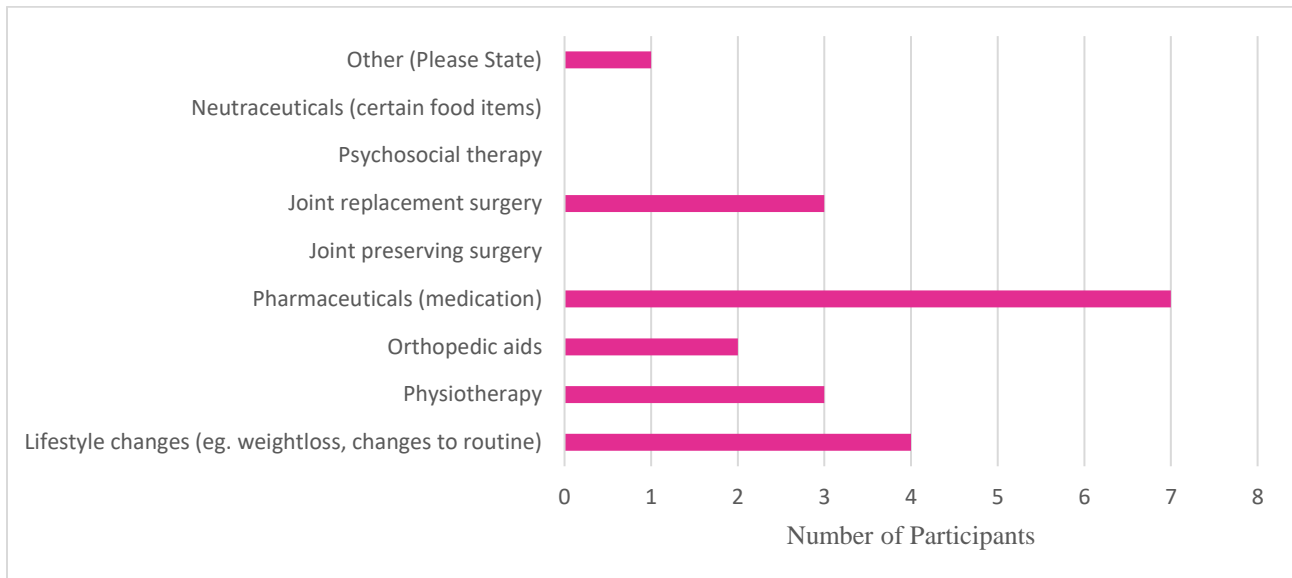 Other (Please State)
Neutraceuticals (certain food items)
Psychosocial therapy
Joint replacement surgery
Joint preserving surgery
Pharmaceuticals (medication)
Orthopedic aids
Physiotherapy
Lifestyle changes (eg. weightloss, changes to routine)
0 1 2 3 4 5 6 7 8
Number of Participants